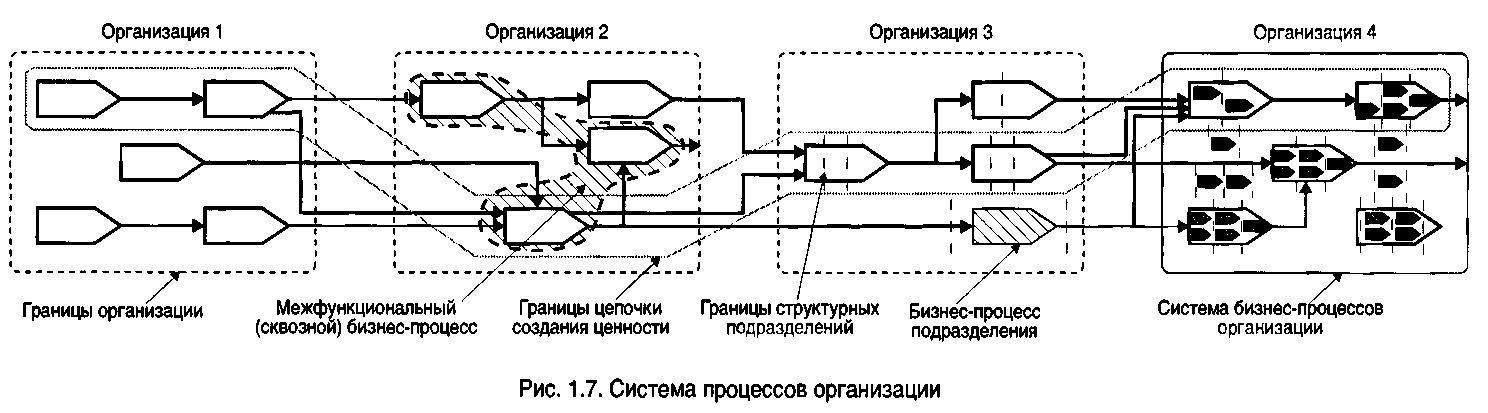 Организация 1
Организация 2
Организация 3
Организация 4
Границы организации
Межфункциональный
(сквозной) бизнес-процесс
Границы цепочки
создания ценности
Границы структурных
подразделений
Бизнес-процесс
подразделения
Система бизнес-процессов
организации
Рис. 1.7. Система процессов организации